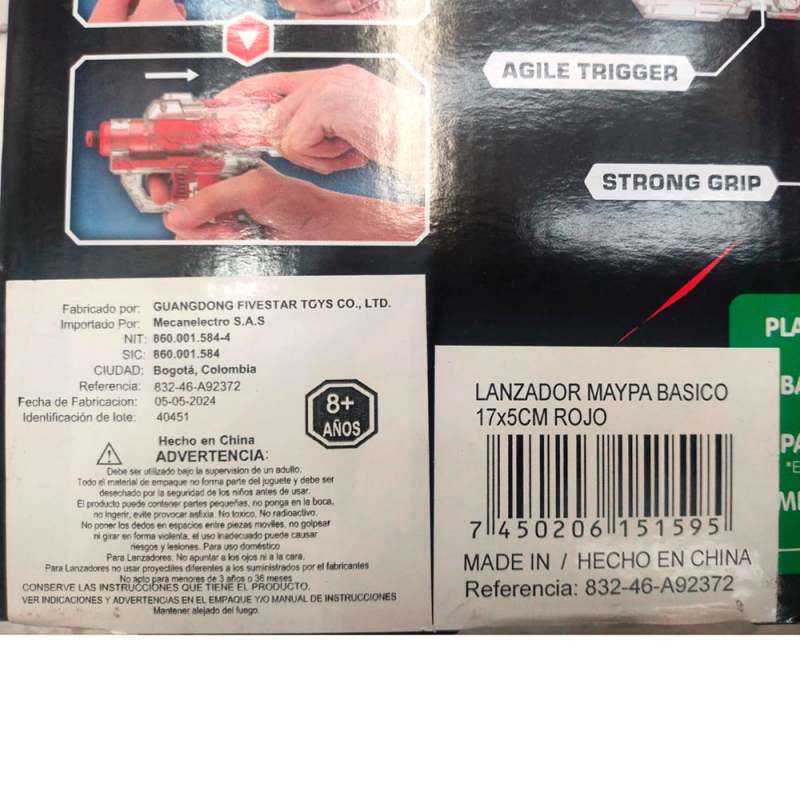 AGILE TRIGGER
STRONG GRIP
Fabricado por: GUANGDONG FIVESTAR TOYS CO., LTD.
Importado Por: Mecanelectro S.A.S
NIT: 860.001.584-4
SIC: 860.001.584
CIUDAD: Bogotá, Colombia
Referencia: 832-46-A92372
Fecha de Fabricacion: 05-05-2024
Identificación de lote: 40451
8+
AÑOS
Hecho en China
ADVERTENCIA:
Debe ser utilizado bajo la supervision de un adulto.
Todo el material de empaque no forma parte del juguete y debe ser
desechado por la seguridad de los niños antes de usar.
El producto puede contener partes pequeñas, no ponga en la boca,
no ingerir, evite provocar asfixia. No toxico, No radioactivo.
No poner los dedos en espacios entre piezas moviles, no golpear
ni girar en forma violenta, el uso inadecuado puede causar
riesgos y lesiones. Para uso doméstico
Para Lanzadores: No apuntar a los ojos ni a la cara.
Para Lanzadores no usar proyectiles diferentes a los suministrados por el fabricantes
No apto para menores de 3 años o 36 meses
CONSERVE LAS INSTRUCCIONES QUE TIENE EL PRODUCTO,
VER INDICACIONES Y ADVERTENCIAS EN EL EMPAQUE Y/O MANUAL DE INSTRUCCIONES
Mantener alejado del fuego.
LANZADOR MAYPA BASICO
17x5CM ROJO
7 450206 151595
MADE IN / HECHO EN CHINA
Referencia: 832-46-A92372
PLA
BA
PA
*E
MI